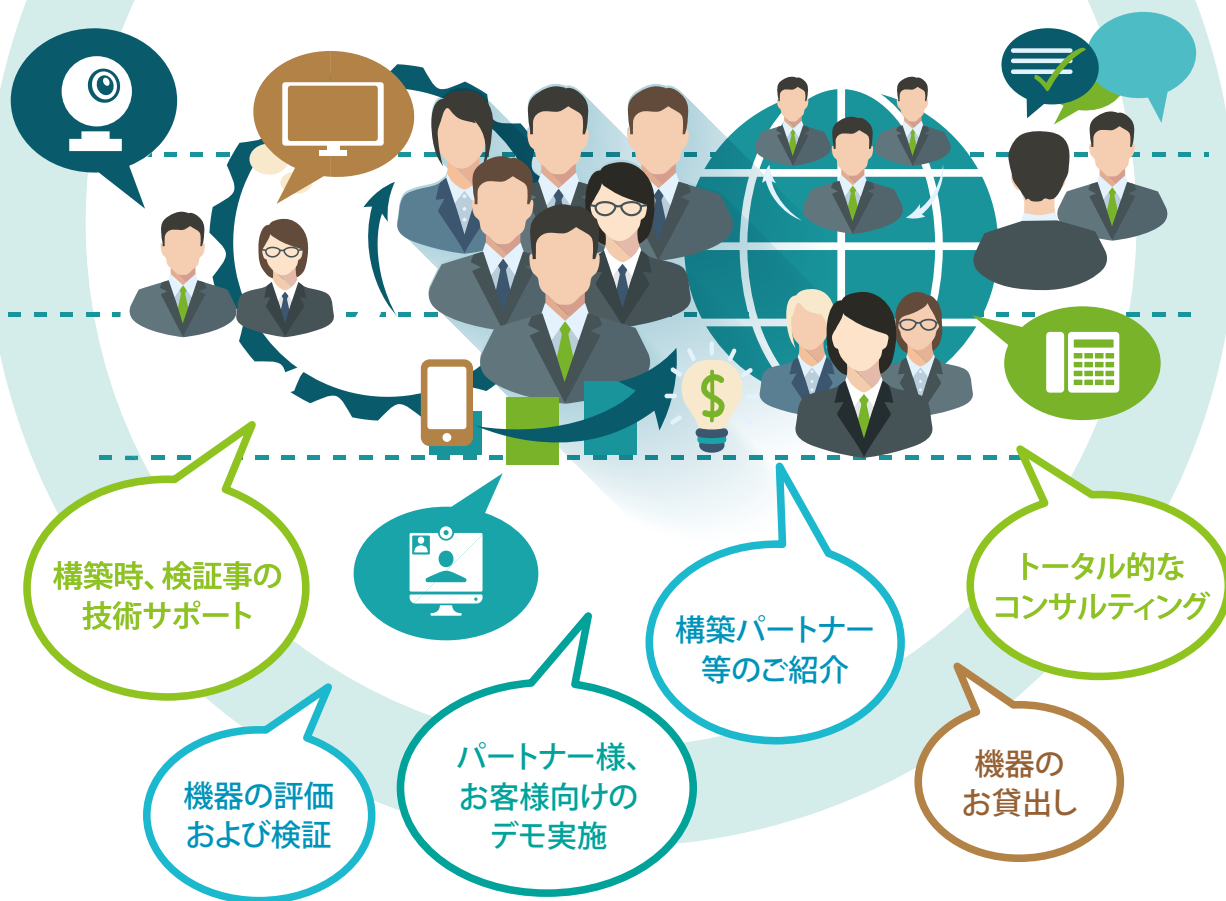 構築時、検証事の
技術サポート
機器の評価
および検証
パートナー様、
お客様向けの
デモ実施
構築パートナー
等のご紹介
トータル的な
コンサルティング
機器の
お貸出し
$